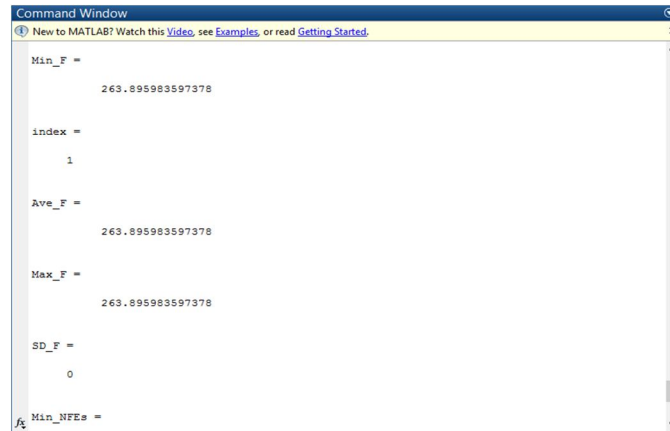 Command Window
New to MATLAB? Watch this Video, see Examples, or read Getting Started.
Min_F =
263.895983597378
index =
1
Ave_F =
263.895983597378
Max_F =
263.895983597378
SD_F =
0
fx Min_NFEs =